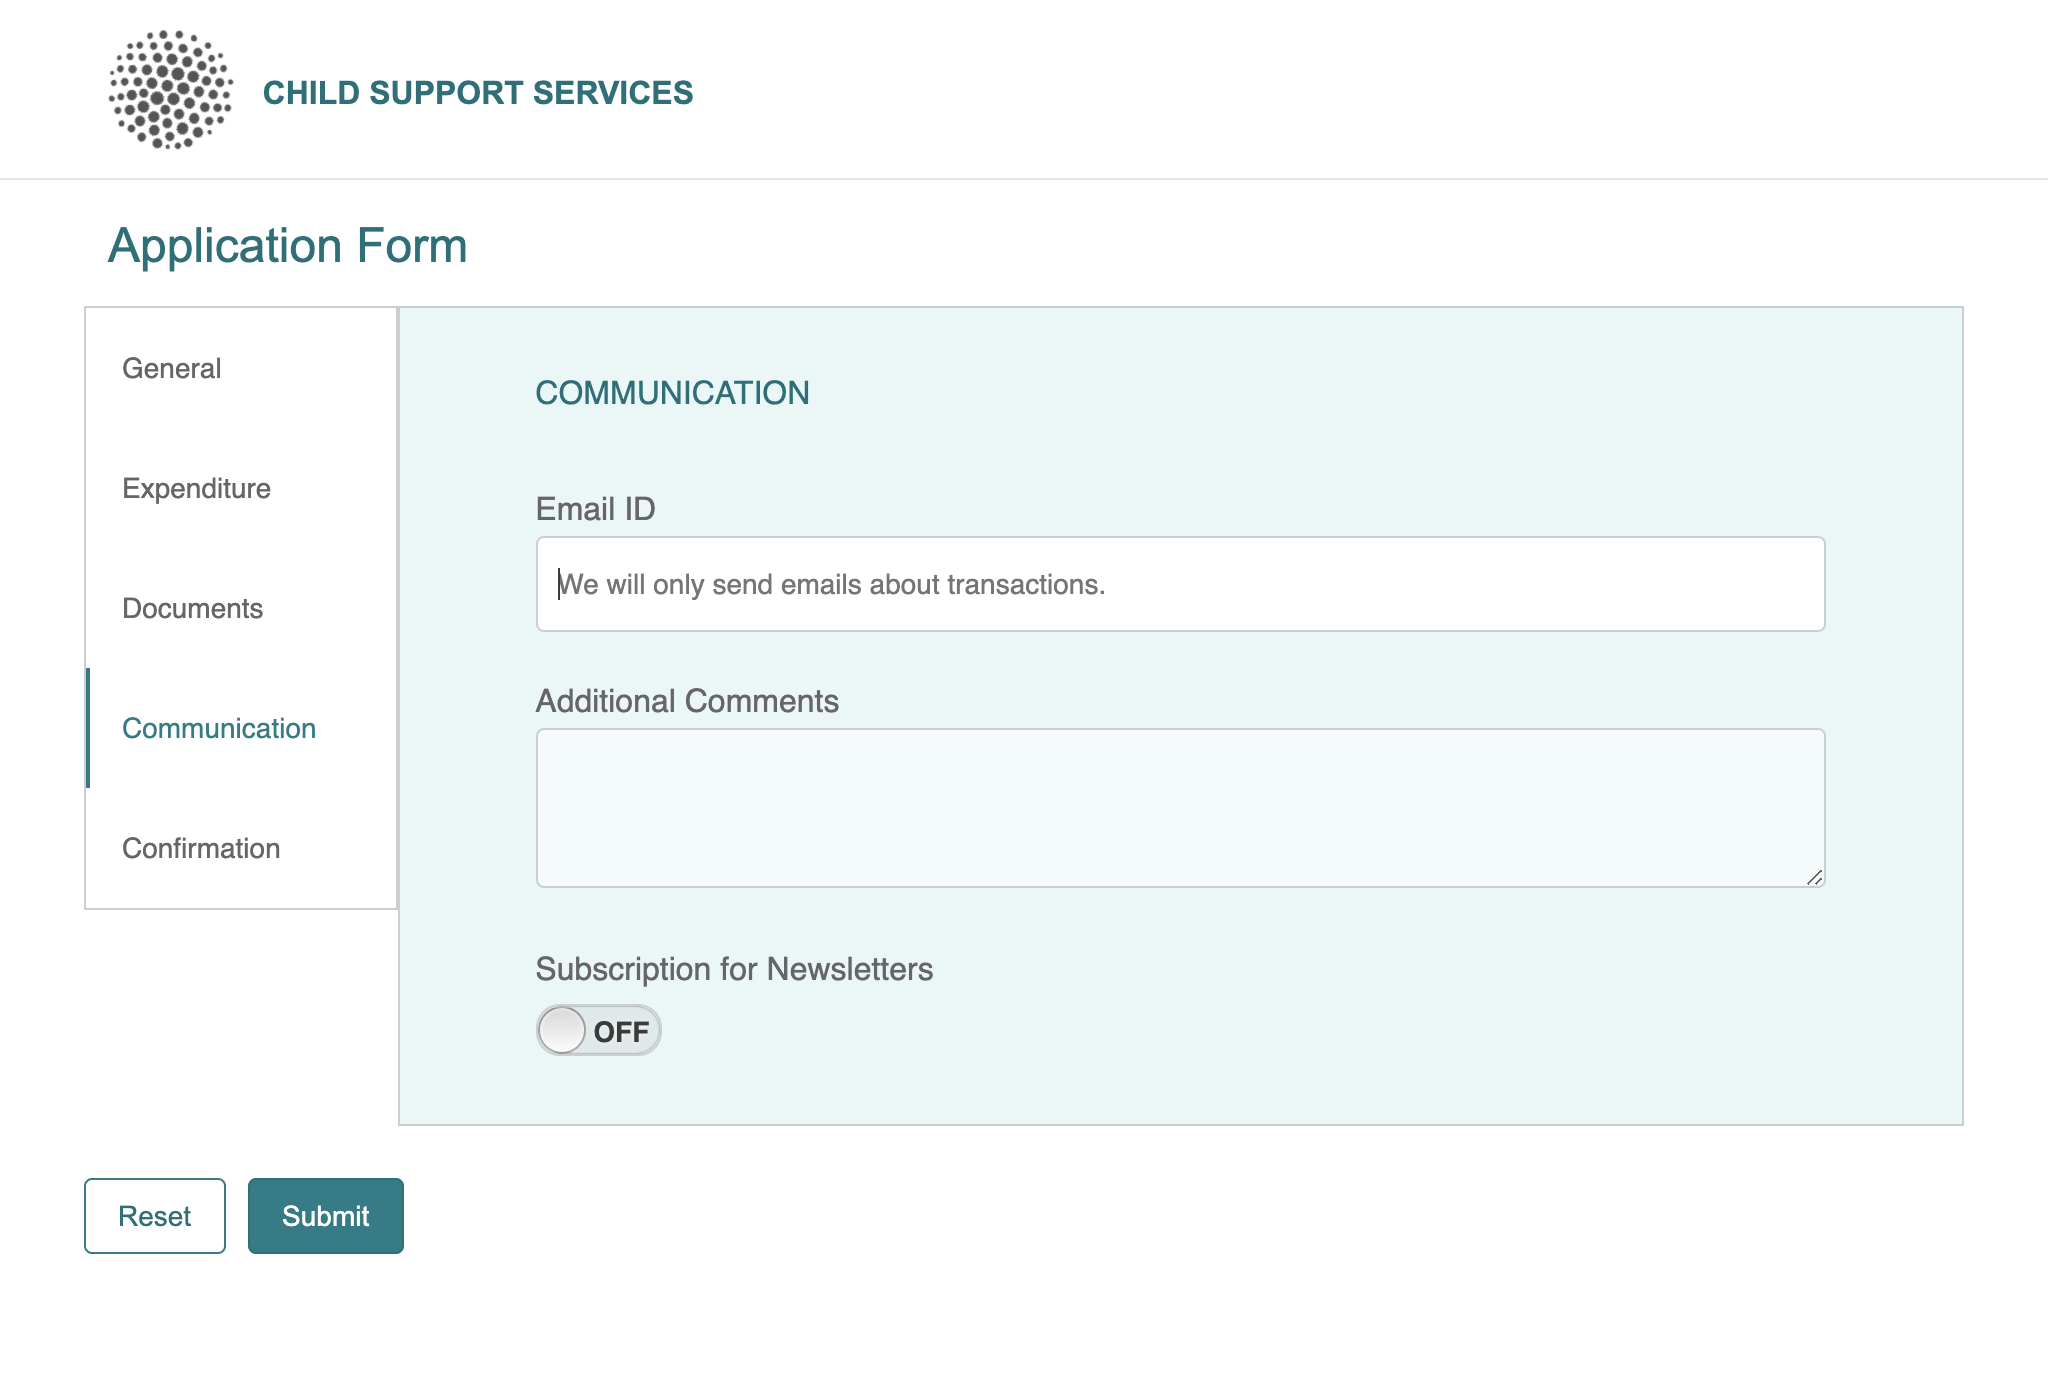 CHILD SUPPORT SERVICES
Application Form
General
Expenditure
Documents
Communication
Confirmation
COMMUNICATION
Email ID
We will only send emails about transactions.
Additional Comments
Subscription for Newsletters
OFF
Reset
Submit